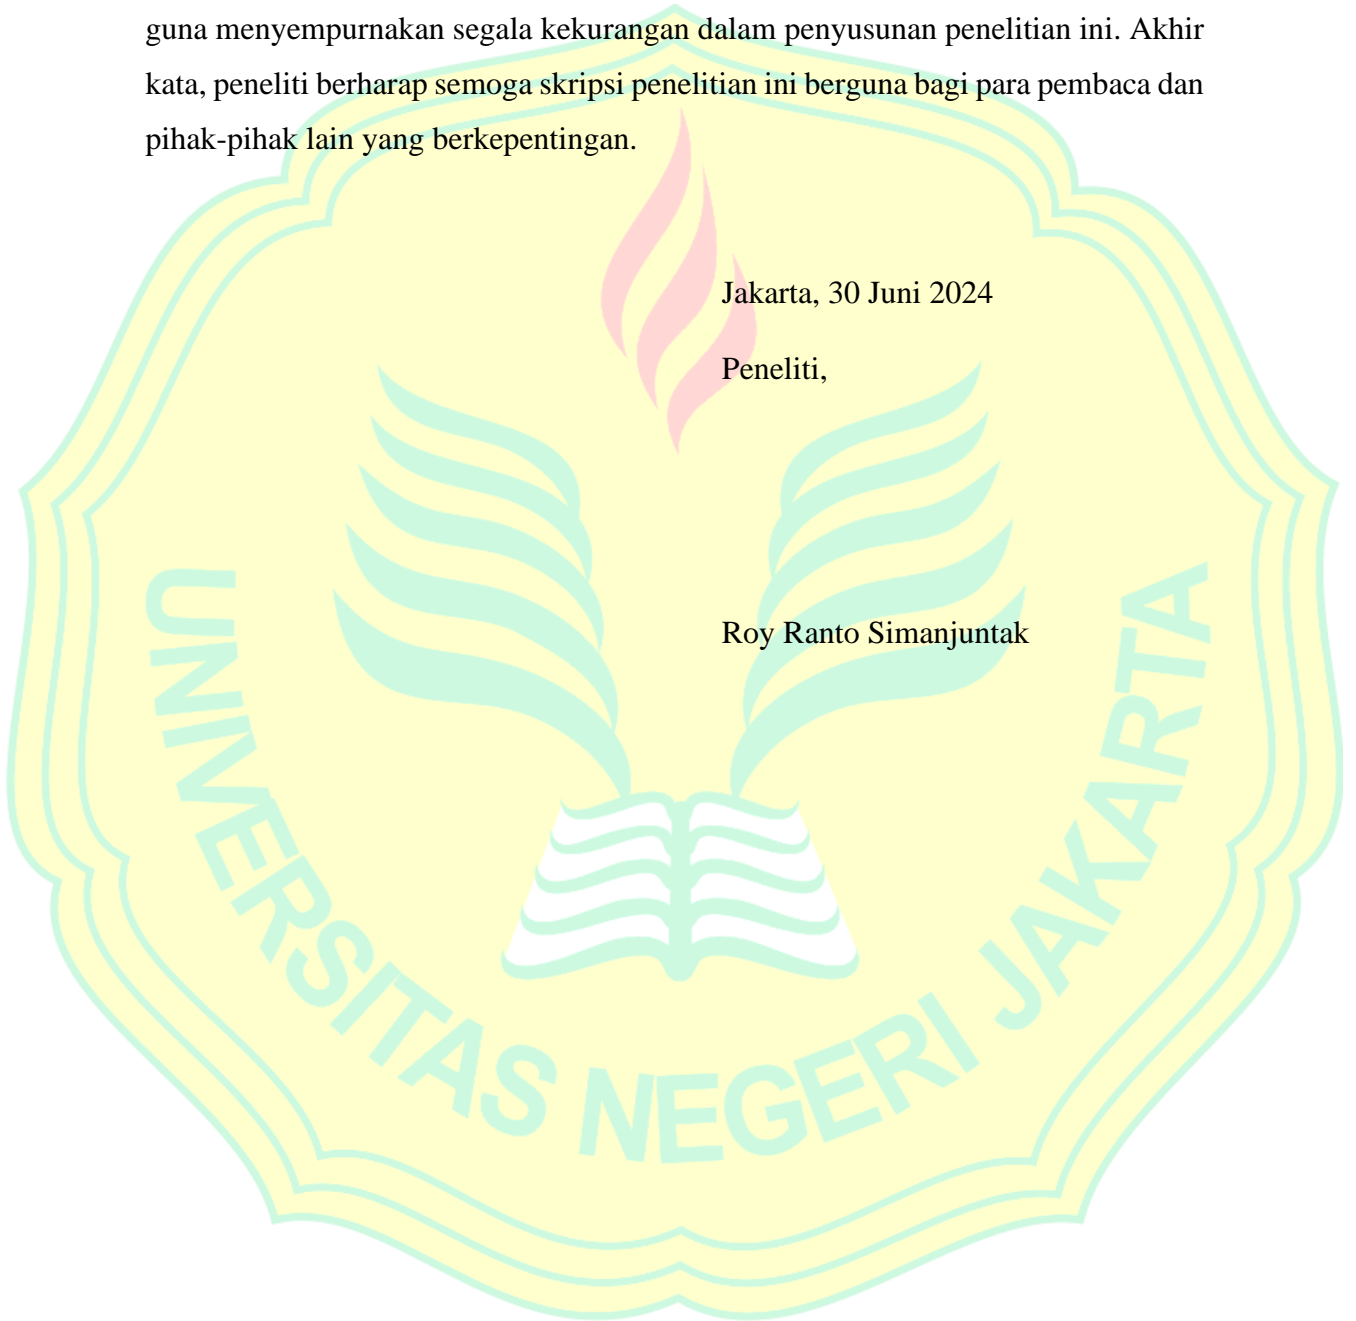 guna menyempurnakan segala kekurangan dalam penyusunan penelitian ini. Akhir
kata, peneliti berharap semoga skripsi penelitian ini berguna bagi para pembaca dan
pihak-pihak lain yang berkepentingan.
Jakarta, 30 Juni 2024
Peneliti,
Roy Ranto Simanjuntak
UNIVERSITAS NEGERI JAKARTA